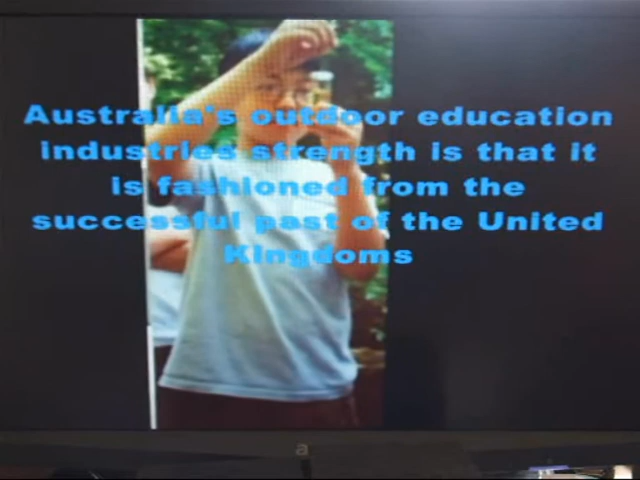 Australia's outdoor education
industries strength is that it
is fashioned from the
successful past of the United
Kingdoms
a